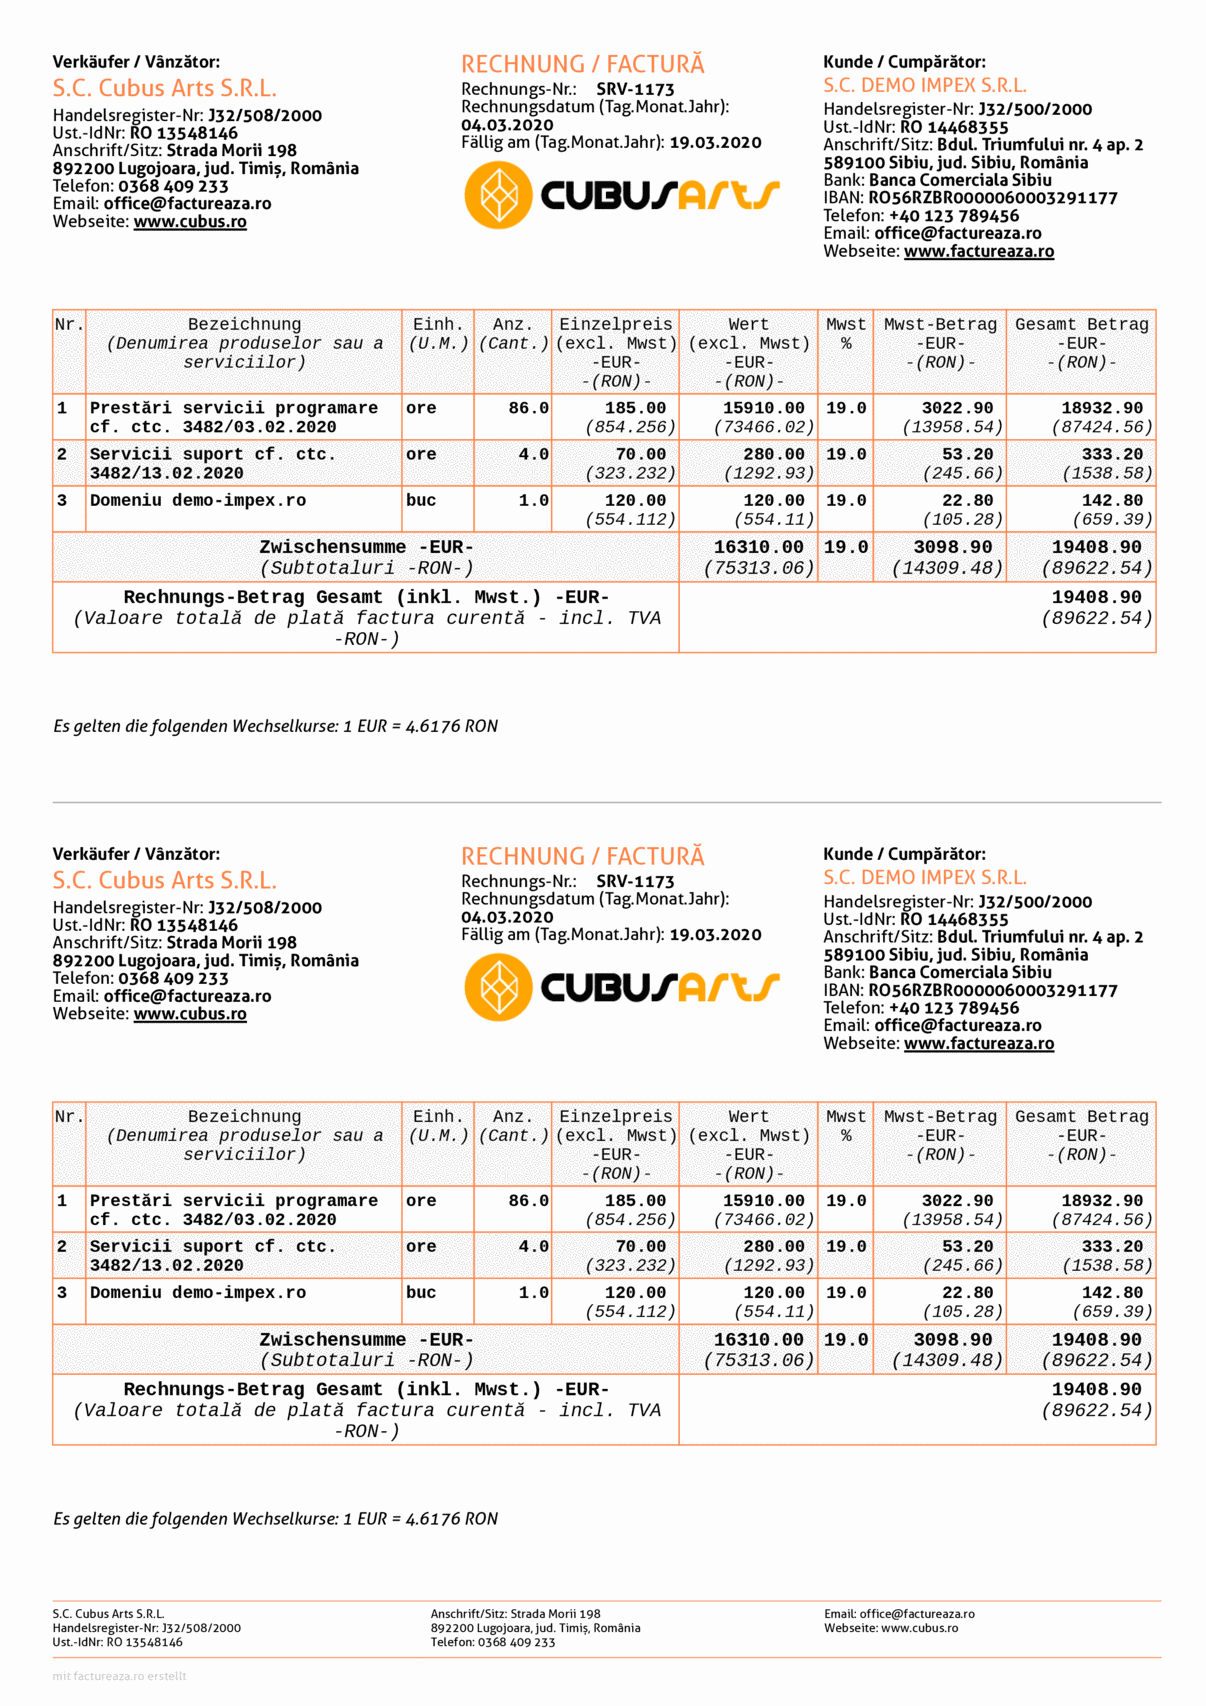 Verkäufer / Vânzător:
S.C. Cubus Arts S.R.L.
Handelsregister-Nr: J32/508/2000
Ust.-IdNr: RO 13548146
Anschrift/Sitz: Strada Morii 198
892200 Lugojoara, jud. Timiș, România
Telefon: 0368 409 233
Email: office@factureaza.ro
Webseite: www.cubus.ro
RECHNUNG / FACTURĂ
Rechnungs-Nr.: SRV-1173
Rechnungsdatum (Tag.Monat.Jahr):
04.03.2020
Fällig am (Tag.Monat.Jahr): 19.03.2020
CUBUSArts
Kunde / Cumpărător:
S.C. DEMO IMPEX S.R.L.
Handelsregister-Nr: J32/500/2000
Ust.-IdNr: RO 14468355
Anschrift/Sitz: Bdul. Triumfului nr. 4 ap. 2
589100 Sibiu, jud. Sibiu, România
Bank: Banca Comerciala Sibiu
IBAN: RO56RZBR0000060003291177
Telefon: +40 123 789456
Email: office@factureaza.ro
Webseite: www.factureaza.ro
Nr. Bezeichnung Einh. Anz. Einzelpreis Wert Mwst Mwst-Betrag Gesamt Betrag
(Denumirea produselor sau a (U.M.) (Cant.) (excl. Mwst) (excl. Mwst) % -EUR- -EUR-
serviciilor) -EUR- -EUR- -(RON)- -(RON)-
-(RON)- -(RON)-
1 Prestări servicii programare ore 86.0 185.00 15910.00 19.0 3022.90 18932.90
cf. ctc. 3482/03.02.2020 (854.256) (73466.02) (13958.54) (87424.56)
2 Servicii suport cf. ctc. ore 4.0 70.00 280.00 19.0 53.20 333.20
3482/13.02.2020 (323.232) (1292.93) (245.66) (1538.58)
3 Domeniu demo-impex.ro buc 1.0 120.00 120.00 19.0 22.80 142.80
(554.112) (554.11) (105.28) (659.39)
Zwischensumme -EUR- 16310.00 19.0 3098.90 19408.90
(Subtotaluri -RON-) (75313.06) (14309.48) (89622.54)
Rechnungs-Betrag Gesamt (inkl. Mwst.) -EUR- 19408.90
(Valoare totală de plată factura curentă - incl. TVA (89622.54)
-RON-)
Es gelten die folgenden Wechselkurse: 1 EUR = 4.6176 RON
Verkäufer / Vânzător:
S.C. Cubus Arts S.R.L.
Handelsregister-Nr: J32/508/2000
Ust.-IdNr: RO 13548146
Anschrift/Sitz: Strada Morii 198
892200 Lugojoara, jud. Timiș, România
Telefon: 0368 409 233
Email: office@factureaza.ro
Webseite: www.cubus.ro
RECHNUNG / FACTURĂ
Rechnungs-Nr.: SRV-1173
Rechnungsdatum (Tag.Monat.Jahr):
04.03.2020
Fällig am (Tag.Monat.Jahr): 19.03.2020
CUBUSArts
Kunde / Cumpărător:
S.C. DEMO IMPEX S.R.L.
Handelsregister-Nr: J32/500/2000
Ust.-IdNr: RO 14468355
Anschrift/Sitz: Bdul. Triumfului nr. 4 ap. 2
589100 Sibiu, jud. Sibiu, România
Bank: Banca Comerciala Sibiu
IBAN: RO56RZBR0000060003291177
Telefon: +40 123 789456
Email: office@factureaza.ro
Webseite: www.factureaza.ro
Nr. Bezeichnung Einh. Anz. Einzelpreis Wert Mwst Mwst-Betrag Gesamt Betrag
(Denumirea produselor sau a (U.M.) (Cant.) (excl. Mwst) (excl. Mwst) % -EUR- -EUR-
serviciilor) -EUR- -EUR- -(RON)- -(RON)-
-(RON)- -(RON)-
1 Prestări servicii programare ore 86.0 185.00 15910.00 19.0 3022.90 18932.90
cf. ctc. 3482/03.02.2020 (854.256) (73466.02) (13958.54) (87424.56)
2 Servicii suport cf. ctc. ore 4.0 70.00 280.00 19.0 53.20 333.20
3482/13.02.2020 (323.232) (1292.93) (245.66) (1538.58)
3 Domeniu demo-impex.ro buc 1.0 120.00 120.00 19.0 22.80 142.80
(554.112) (554.11) (105.28) (659.39)
Zwischensumme -EUR- 16310.00 19.0 3098.90 19408.90
(Subtotaluri -RON-) (75313.06) (14309.48) (89622.54)
Rechnungs-Betrag Gesamt (inkl. Mwst.) -EUR- 19408.90
(Valoare totală de plată factura curentă - incl. TVA (89622.54)
-RON-)
Es gelten die folgenden Wechselkurse: 1 EUR = 4.6176 RON
S.C. Cubus Arts S.R.L.
Handelsregister-Nr: J32/508/2000
Ust.-IdNr: RO 13548146
Anschrift/Sitz: Strada Morii 198
892200 Lugojoara, jud. Timiș, România
Telefon: 0368 409 233
Email: office@factureaza.ro
Webseite: www.cubus.ro
mit factureaza.ro erstellt